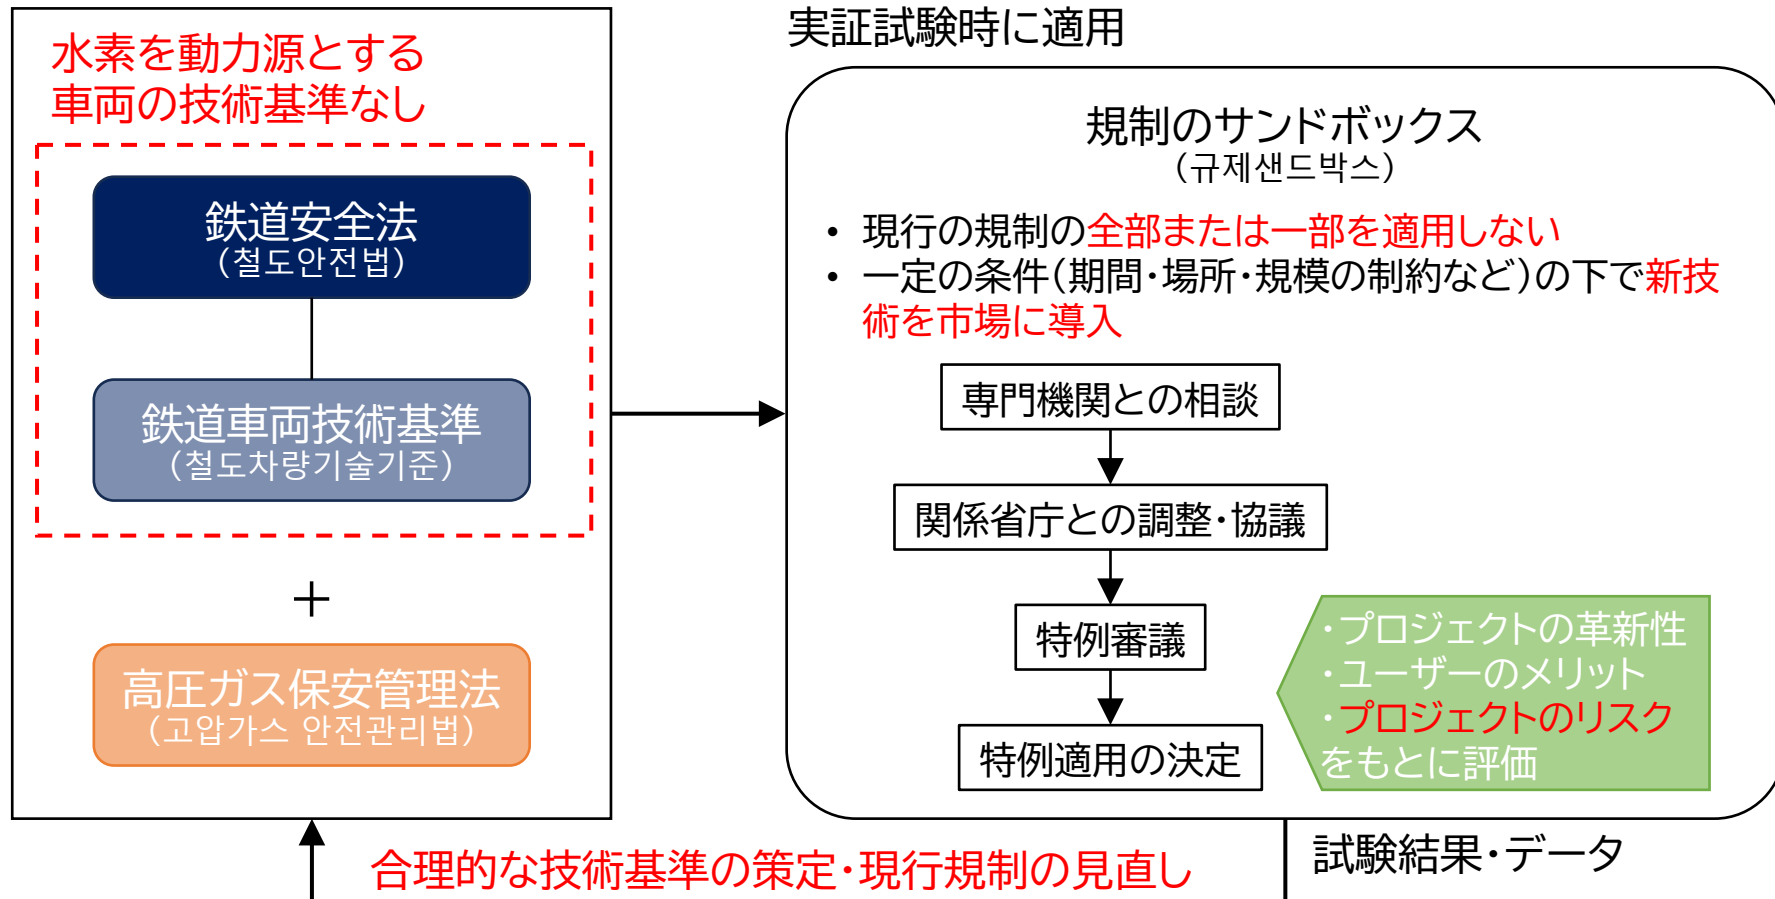 水素を動力源とする
車両の技術基準なし
鉄道安全法
（철도안전법）
鉄道車両技術基準
（철도차량기술기준）
＋
高圧ガス保安管理法
（고압가스 안전관리법）
実証試験時に適用
規制のサンドボックス
（규제샌드박스）
• 現行の規制の全部または一部を適用しない
• 一定の条件（期間・場所・規模の制約など）の下で新技
術を市場に導入
専門機関との相談
関係省庁との調整・協議
特例審議
特例適用の決定
・プロジェクトの革新性
・ユーザーのメリット
・プロジェクトのリスク
をもとに評価
合理的な技術基準の策定・現行規制の見直し
試験結果・データ